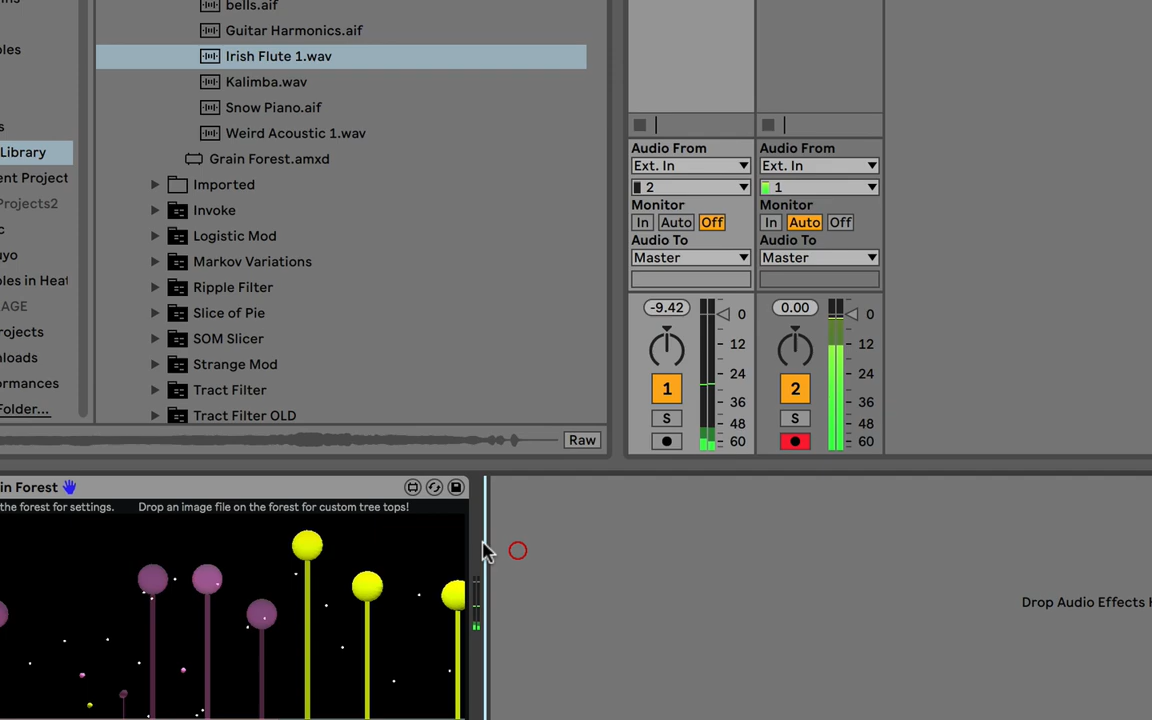 bells.aif
Guitar Harmonics.aif
Irish Flute 1.wav
Kalimba.wav
Snow Piano.aif
Weird Acoustic 1.wav
Grain Forest.amxd
Imported
Invoke
Logistic Mod
Markov Variations
Ripple Filter
Slice of Pie
SOM Slicer
Strange Mod
Tract Filter
Tract Filter OLD
Library
ent Project
Projects2
uyo
ples in Heat
AGE
rojects
nloads
ormances
Folder...
Raw
Audio From
Ext. In
2
Monitor
In Auto Off
Audio To
Master
-9.42
0
12
24
36
48
60
1
S
Audio From
Ext. In
1
Monitor
In Auto Off
Audio To
Master
0.00
0
12
24
36
48
60
2
S
in Forest
the forest for settings. Drop an image file on the forest for custom tree tops!
Drop Audio Effects H